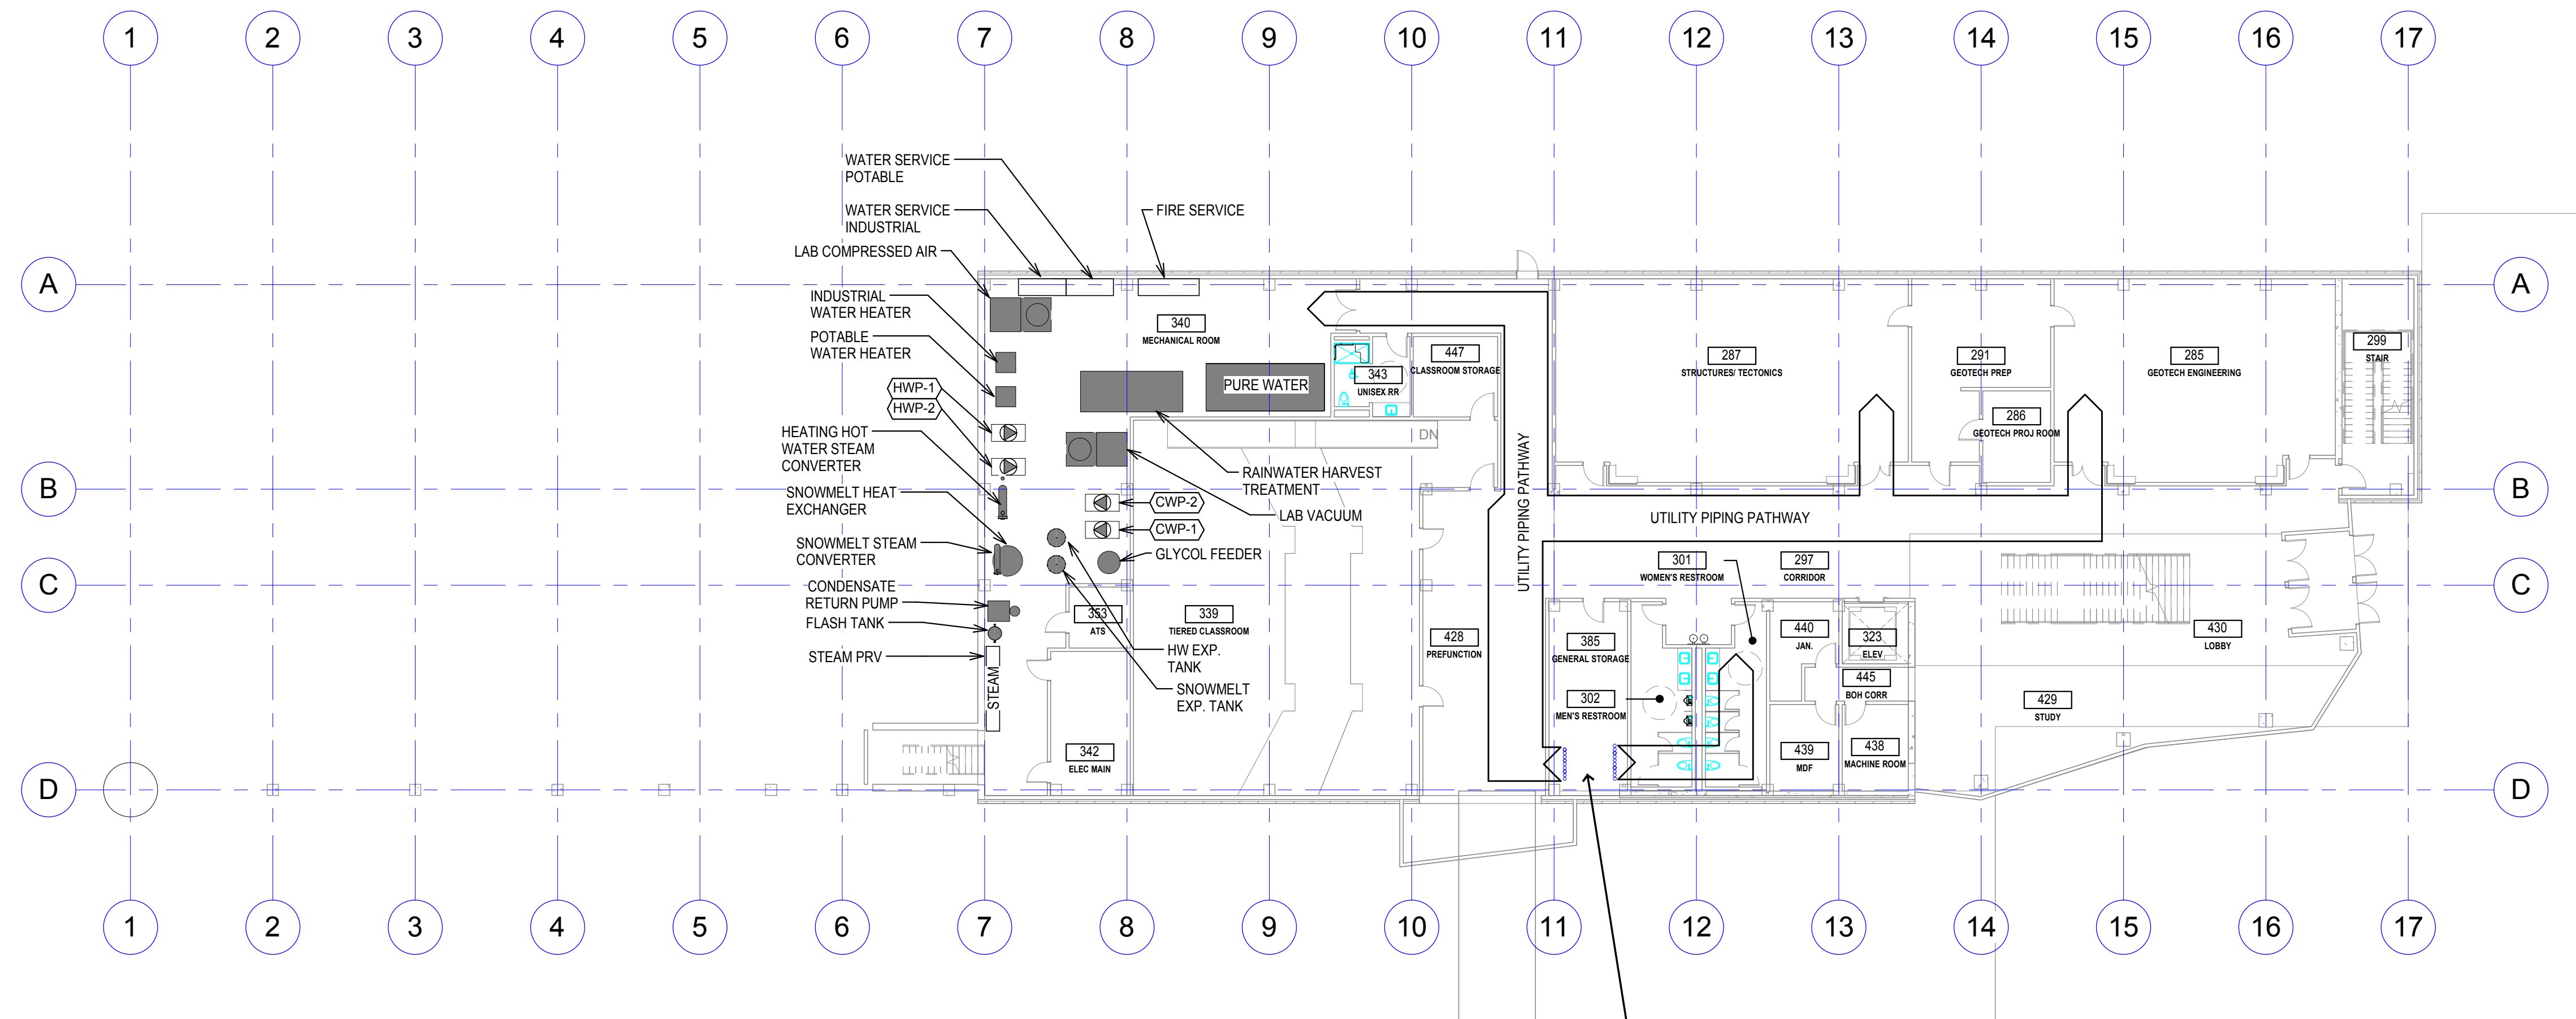 1 2 3 4 5 6 7 8 9 10 11 12 13 14 15 16 17
WATER SERVICE
POTABLE
WATER SERVICE
INDUSTRIAL
FIRE SERVICE
LAB COMPRESSED AIR
A
A
INDUSTRIAL
WATER HEATER
POTABLE
WATER HEATER
HWP-1
HWP-2
HEATING HOT
WATER STEAM
CONVERTER
SNOWMELT HEAT
EXCHANGER
SNOWMELT STEAM
CONVERTER
CONDENSATE
RETURN PUMP
FLASH TANK
STEAM PRV
STEAM
340
MECHANICAL ROOM
PURE WATER
343
UNISEX RR
447
CLASSROOM STORAGE
DN
RAINWATER HARVEST
TREATMENT
LAB VACUUM
CWP-2
CWP-1
GLYCOL FEEDER
353
ATS
339
TIERED CLASSROOM
HW EXP.
TANK
SNOWMELT
EXP. TANK
342
ELEC MAIN
428
PREFUNCTION
UTILITY PIPING PATHWAY
287
STRUCTURES/ TECTONICS
291
GEOTECH PREP
286
GEOTECH PROJ ROOM
285
GEOTECH ENGINEERING
299
STAIR
B
B
UTILITY PIPING PATHWAY
301
WOMEN'S RESTROOM
297
CORRIDOR
C
C
385
GENERAL STORAGE
302
MEN'S RESTROOM
440
JAN.
323
ELEV
445
BOH CORR
439
MDF
438
MACHINE ROOM
430
LOBBY
429
STUDY
D
D
1 2 3 4 5 6 7 8 9 10 11 12 13 14 15 16 17